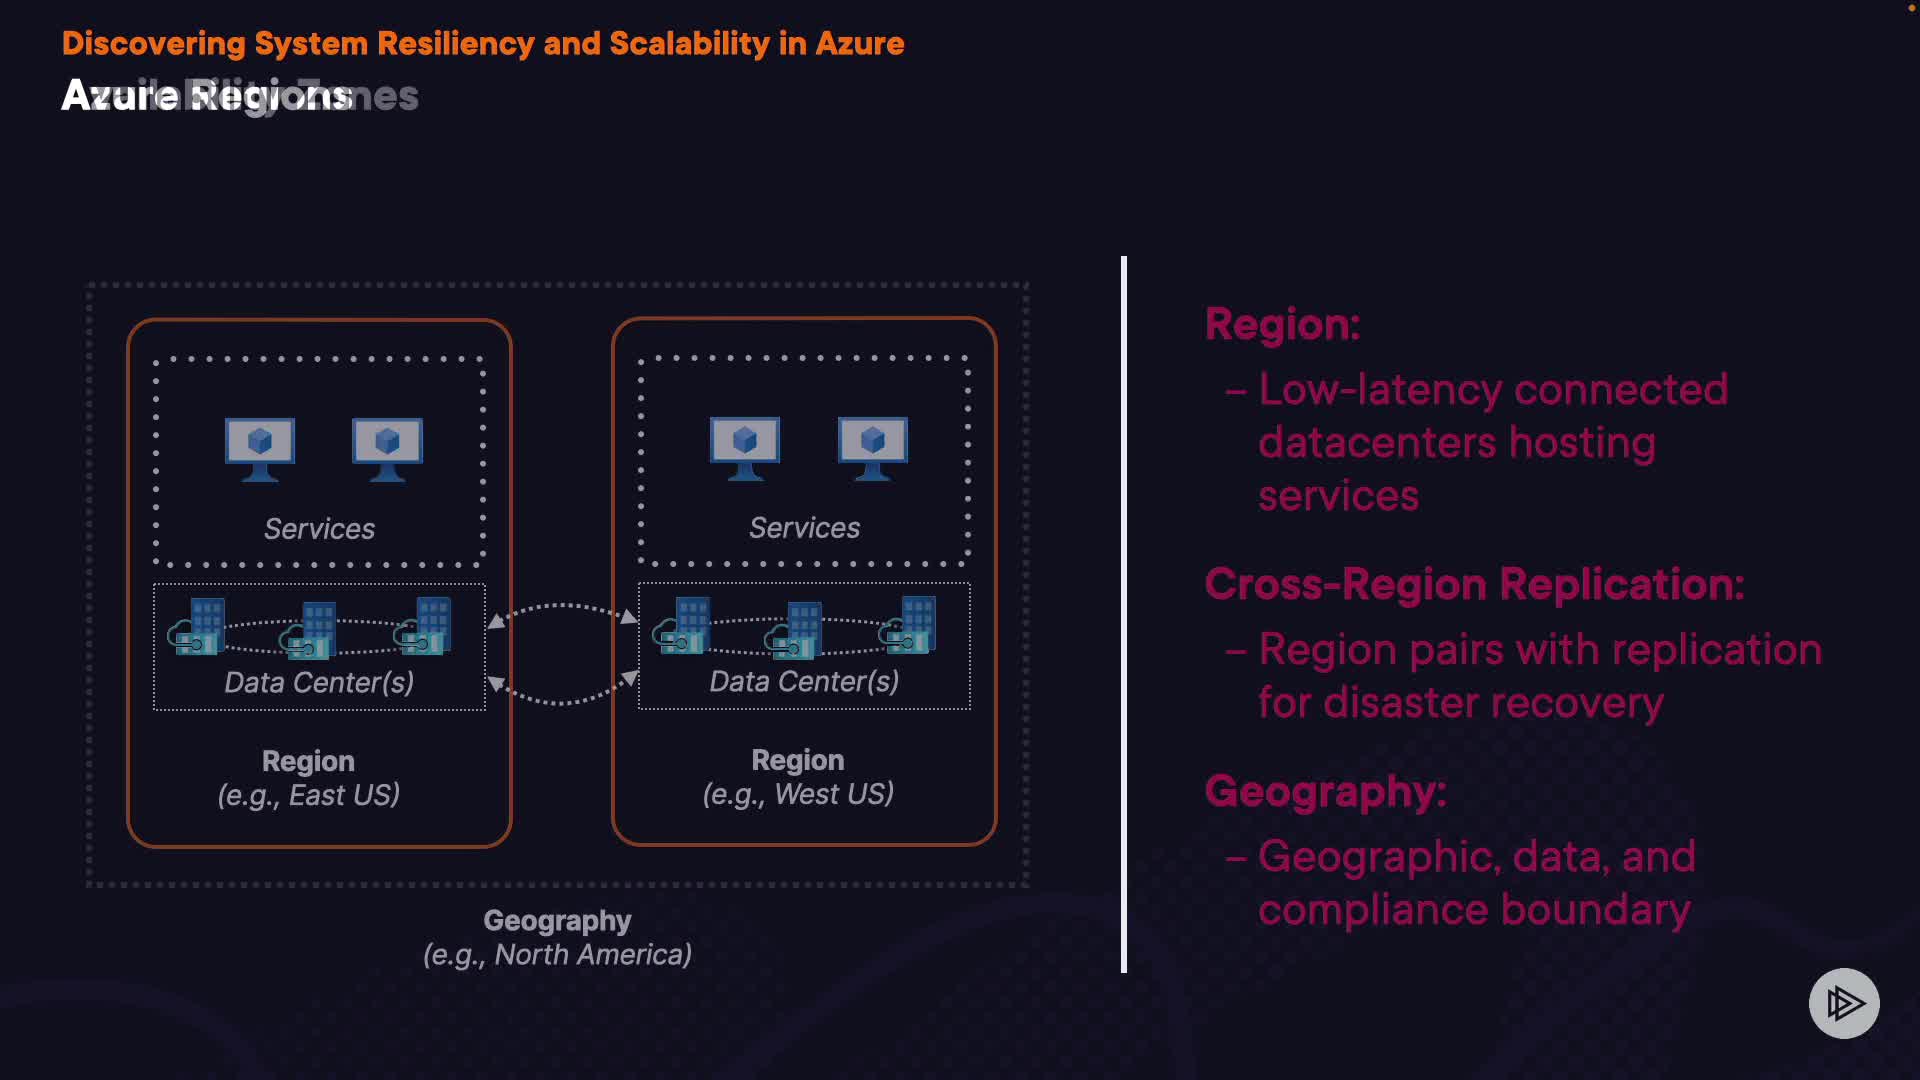 Discovering System Resiliency and Scalability in Azure
Azure Regions
Services
Data Center(s)
Region
(e.g., East US)
Services
Data Center(s)
Region
(e.g., West US)
Geography
(e.g., North America)
Region:
– Low-latency connected
datacenters hosting
services
Cross-Region Replication:
– Region pairs with replication
for disaster recovery
Geography:
– Geographic, data, and
compliance boundary